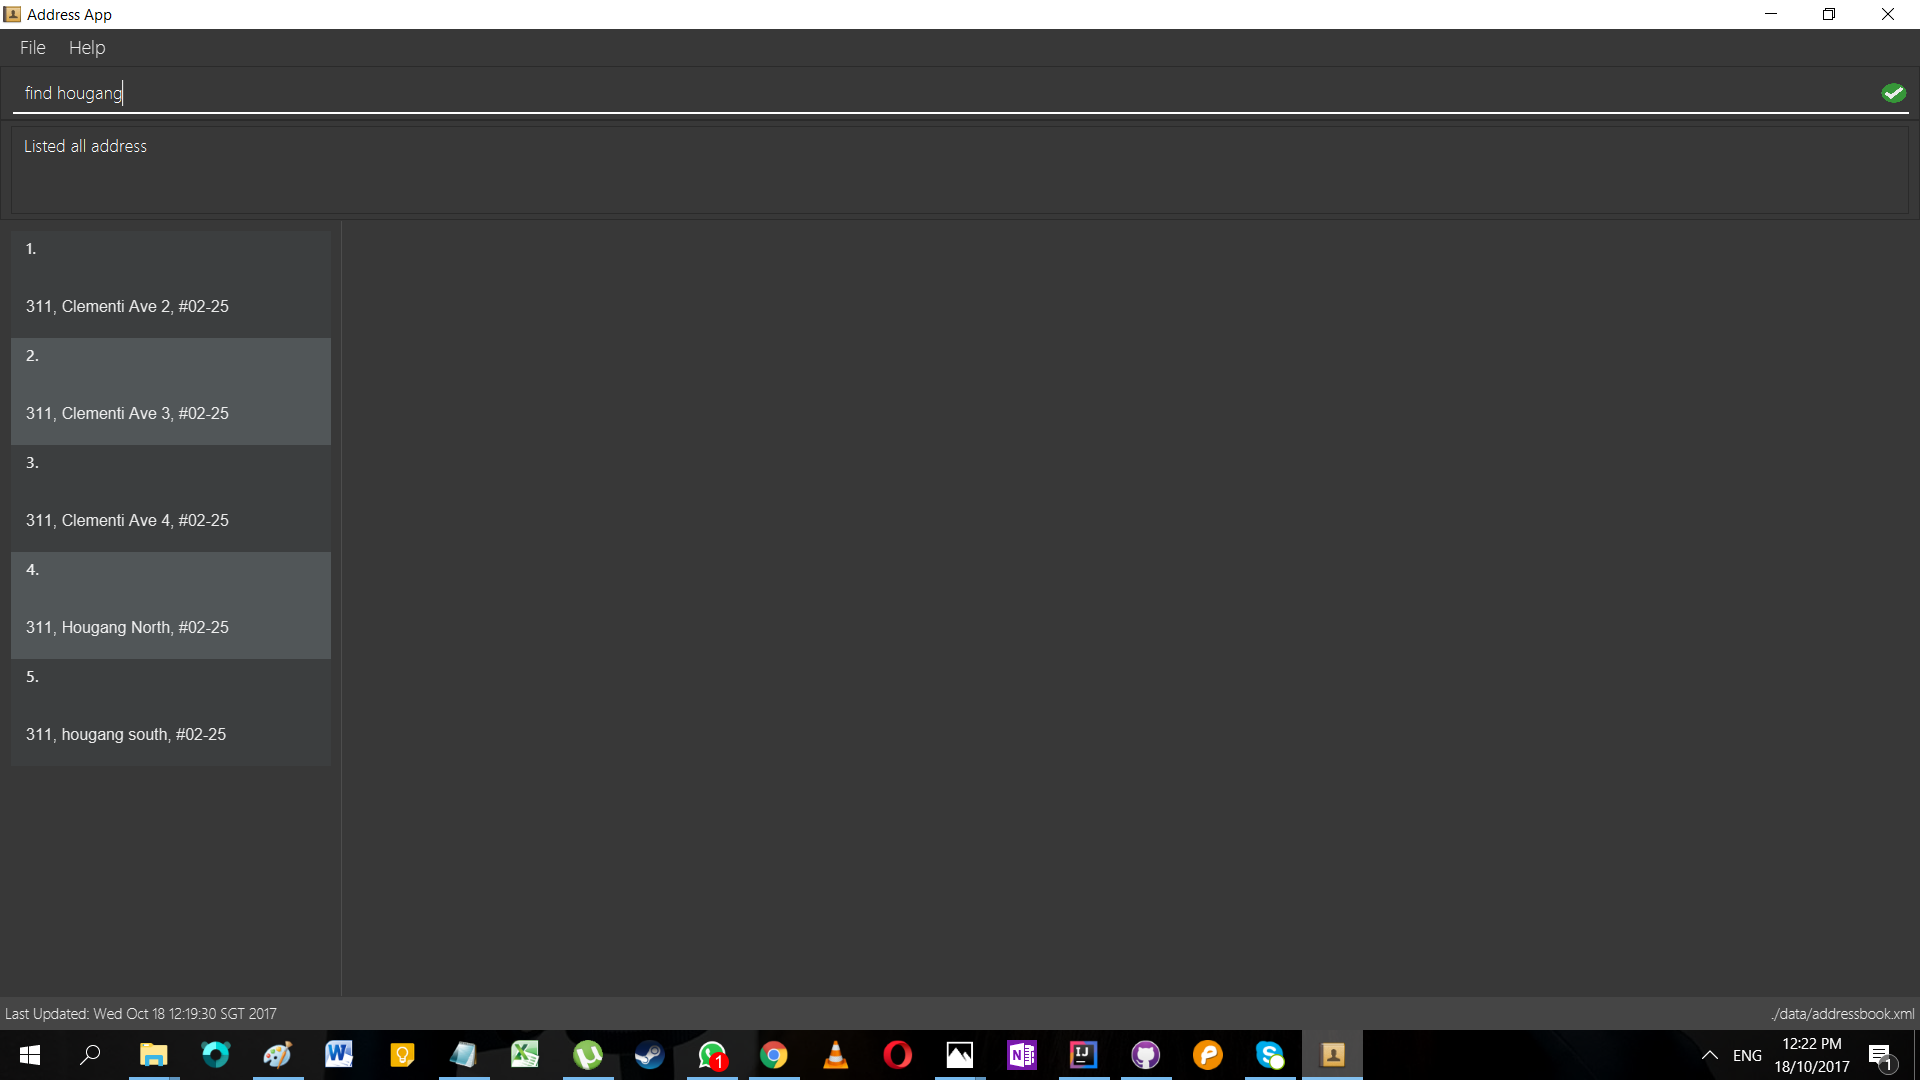 Address App
File Help
find hougang
Listed all address
1.
311, Clementi Ave 2, #02-25
2.
311, Clementi Ave 3, #02-25
3.
311, Clementi Ave 4, #02-25
4.
311, Hougang North, #02-25
5.
311, hougang south, #02-25
Last Updated: Wed Oct 18 12:19:30 SGT 2017
./data/addressbook.xml
W
X
1
N
IJ
P
S
ENG
12:22 PM
18/10/2017
1